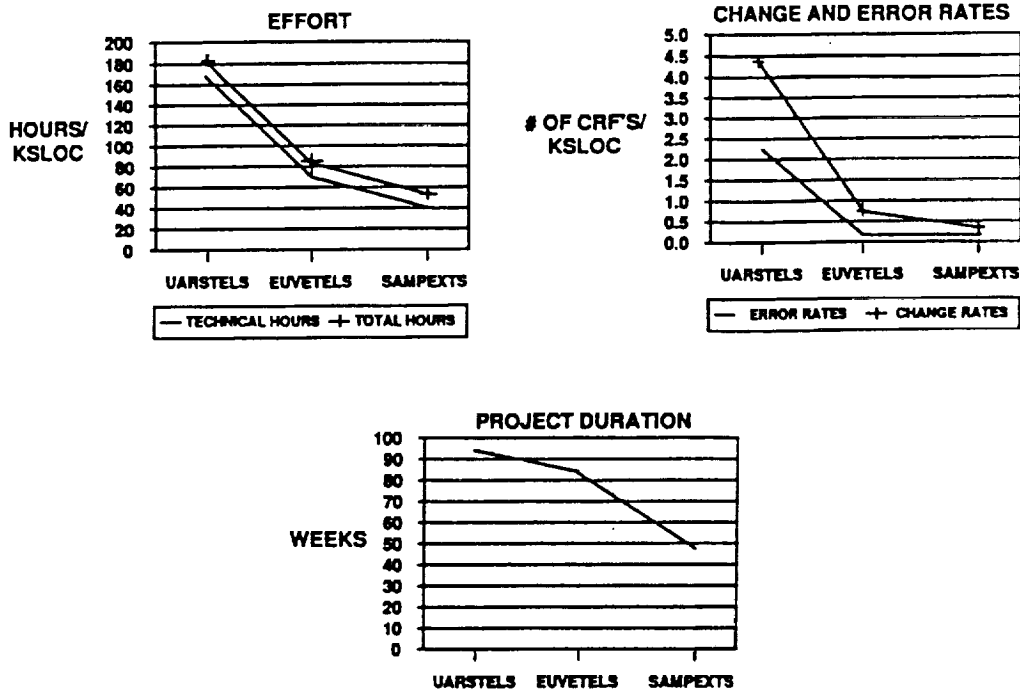 EFFORT
200
180
160
140
120
100
80
60
40
20
0
HOURS/
KSLOC
UARSTELS EUVETELS SAMPEXTS
TECHNICAL HOURS TOTAL HOURS
CHANGE AND ERROR RATES
5.0
4.5
4.0
3.5
3.0
2.5
2.0
1.5
1.0
0.5
0.0
# OF CRF'S/
KSLOC
UARSTELS EUVETELS SAMPEXTS
ERROR RATES CHANGE RATES
PROJECT DURATION
100
90
80
70
60
50
40
30
20
10
0
WEEKS
UARSTELS EUVETELS SAMPEXTS